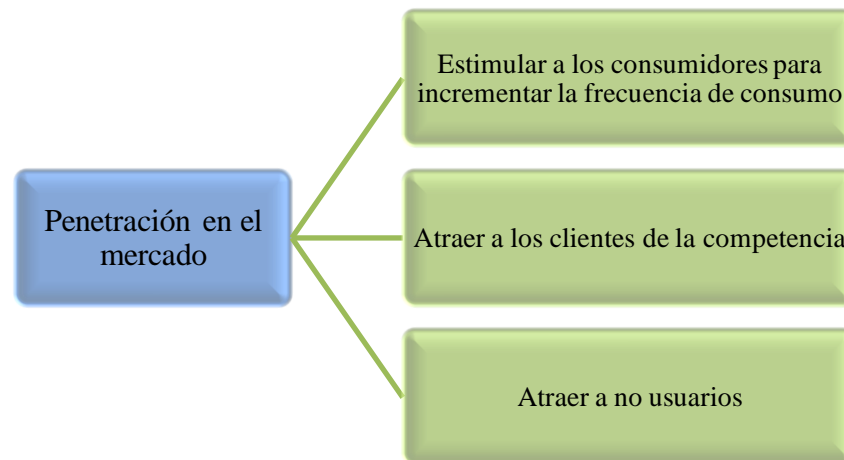 Estimular a los consumidores para
incrementar la frecuencia de consumo
Penetración en el
mercado
Atraer a los clientes de la competencia
Atraer a no usuarios